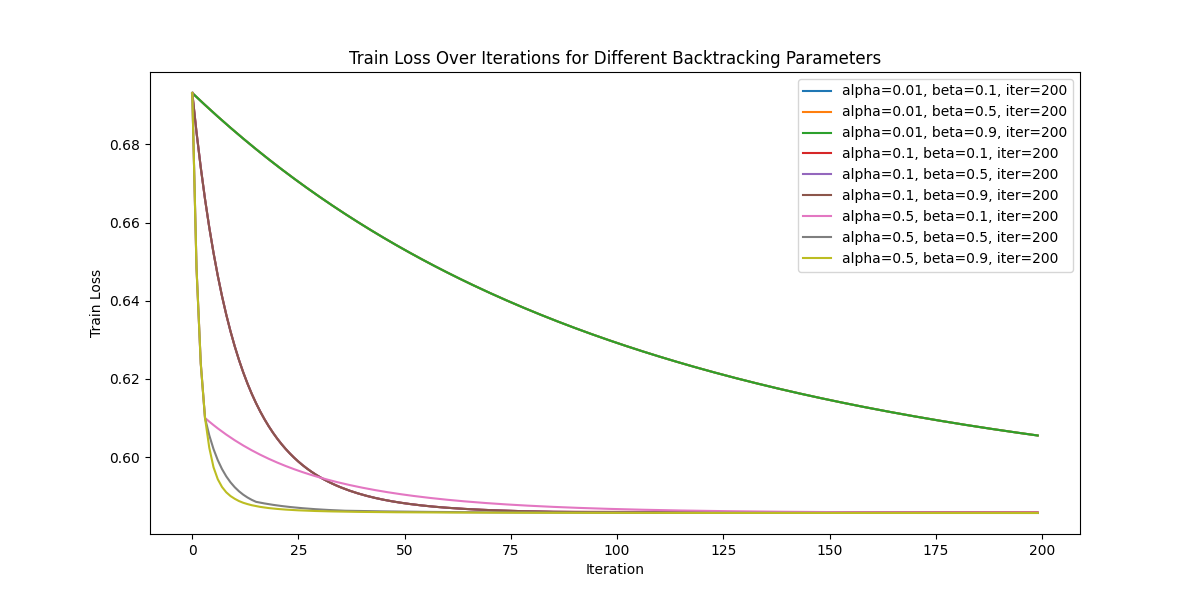 Train Loss Over Iterations for Different Backtracking Parameters
alpha=0.01, beta=0.1, iter=200
alpha=0.01, beta=0.5, iter=200
alpha=0.01, beta=0.9, iter=200
alpha=0.1, beta=0.1, iter=200
alpha=0.1, beta=0.5, iter=200
alpha=0.1, beta=0.9, iter=200
alpha=0.5, beta=0.1, iter=200
alpha=0.5, beta=0.5, iter=200
alpha=0.5, beta=0.9, iter=200
Train Loss
0.68
0.66
0.64
0.62
0.60
0 25 50 75 100 125 150 175 200
Iteration